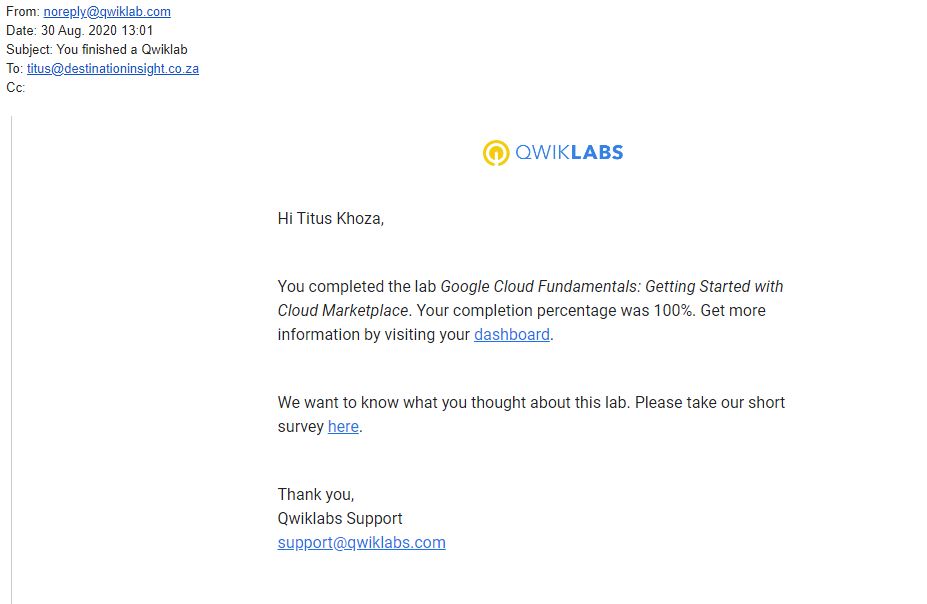 From: noreply@qwiklab.com
Date: 30 Aug. 2020 13:01
Subject: You finished a Qwiklab
To: titus@destinationinsight.co.za
Cc:
QWIKLABS
Hi Titus Khoza,
You completed the lab Google Cloud Fundamentals: Getting Started with
Cloud Marketplace. Your completion percentage was 100%. Get more
information by visiting your dashboard.
We want to know what you thought about this lab. Please take our short
survey here.
Thank you,
Qwiklabs Support
support@qwiklabs.com